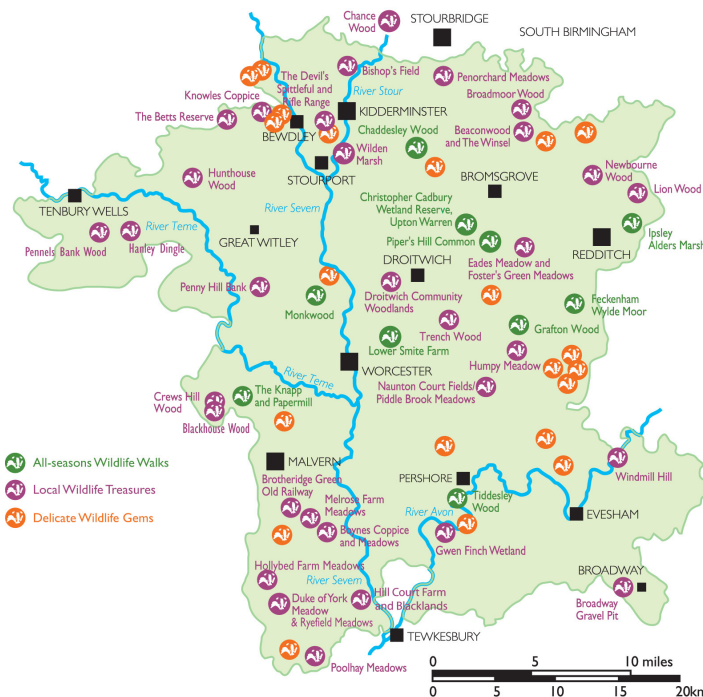 Chance
Wood
STOURBRIDGE
SOUTH BIRMINGHAM
The Devil's
Spittleful and
Rifle Range
Bishop's Field
Penorchard Meadows
River Stour
Broadmoor Wood
Knowles Coppice
KIDDERMINSTER
The Betts Reserve
BEWDLEY
Chaddesley Wood
Beaconwood
and The Winsel
Wilden
Marsh
STOURPORT
Hunthouse
Wood
BROMSGROVE
Newbourne
Wood
Lion Wood
TENBURY WELLS
River Severn
Christopher Cadbury
Wetland Reserve,
Upton Warren
River Teme
GREAT WITLEY
Piper's Hill Common
Ipsley
Alders Marsh
REDDITCH
Pennels Bank Wood
Hanley Dingle
DROITWICH
Eades Meadow and
Foster's Green Meadows
Penny Hill Bank
Droitwich Community
Woodlands
Monkwood
Feckenham
Wylde Moor
Trench Wood
Grafton Wood
Lower Smite Farm
Humpy Meadow
WORCESTER
River Teme
Naunton Court Fields/
Piddle Brook Meadows
Crews Hill
Wood
The Knapp
and Papermill
Blackhouse Wood
All-seasons Wildlife Walks
Local Wildlife Treasures
Delicate Wildlife Gems
MALVERN
Brotheridge Green
Old Railway
Melrose Farm
Meadows
Boynes Coppice
and Meadows
PERSHORE
Windmill Hill
Tiddesley
Wood
River Avon
EVESHAM
Gwen Finch Wetland
Hollybed Farm Meadows
River Severn
Duke of York
Meadow
& Ryefield Meadows
Hill Court Farm
and Blacklands
BROADWAY
Broadway
Gravel Pit
TEWKESBURY
Poolhay Meadows
0 5 10 miles
0 5 10 15 20km